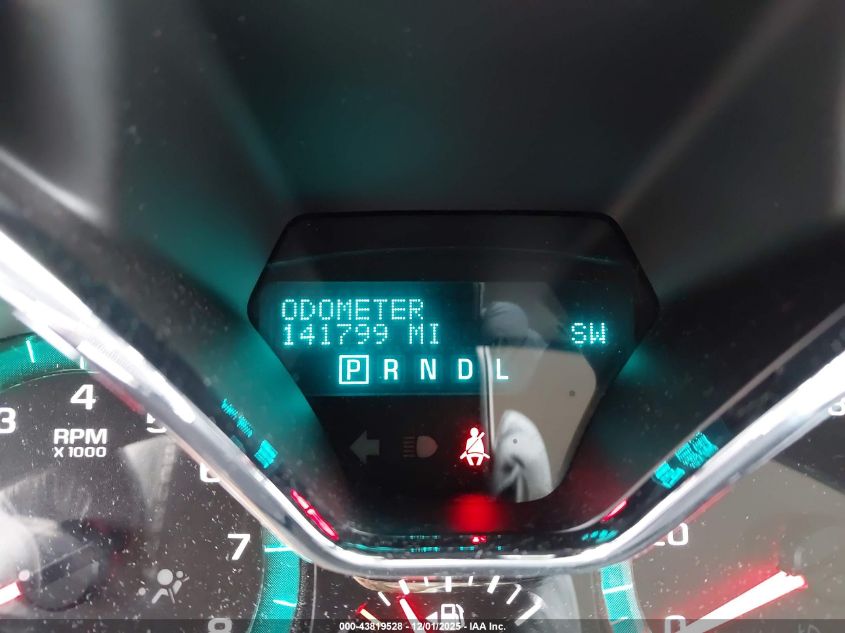 ODOMETER
141799 MI SW
P R N D L
3 4 5 6 7 8
RPM
X 1000
20
0
000-43819528 - 12/01/2025 - IAA Inc.